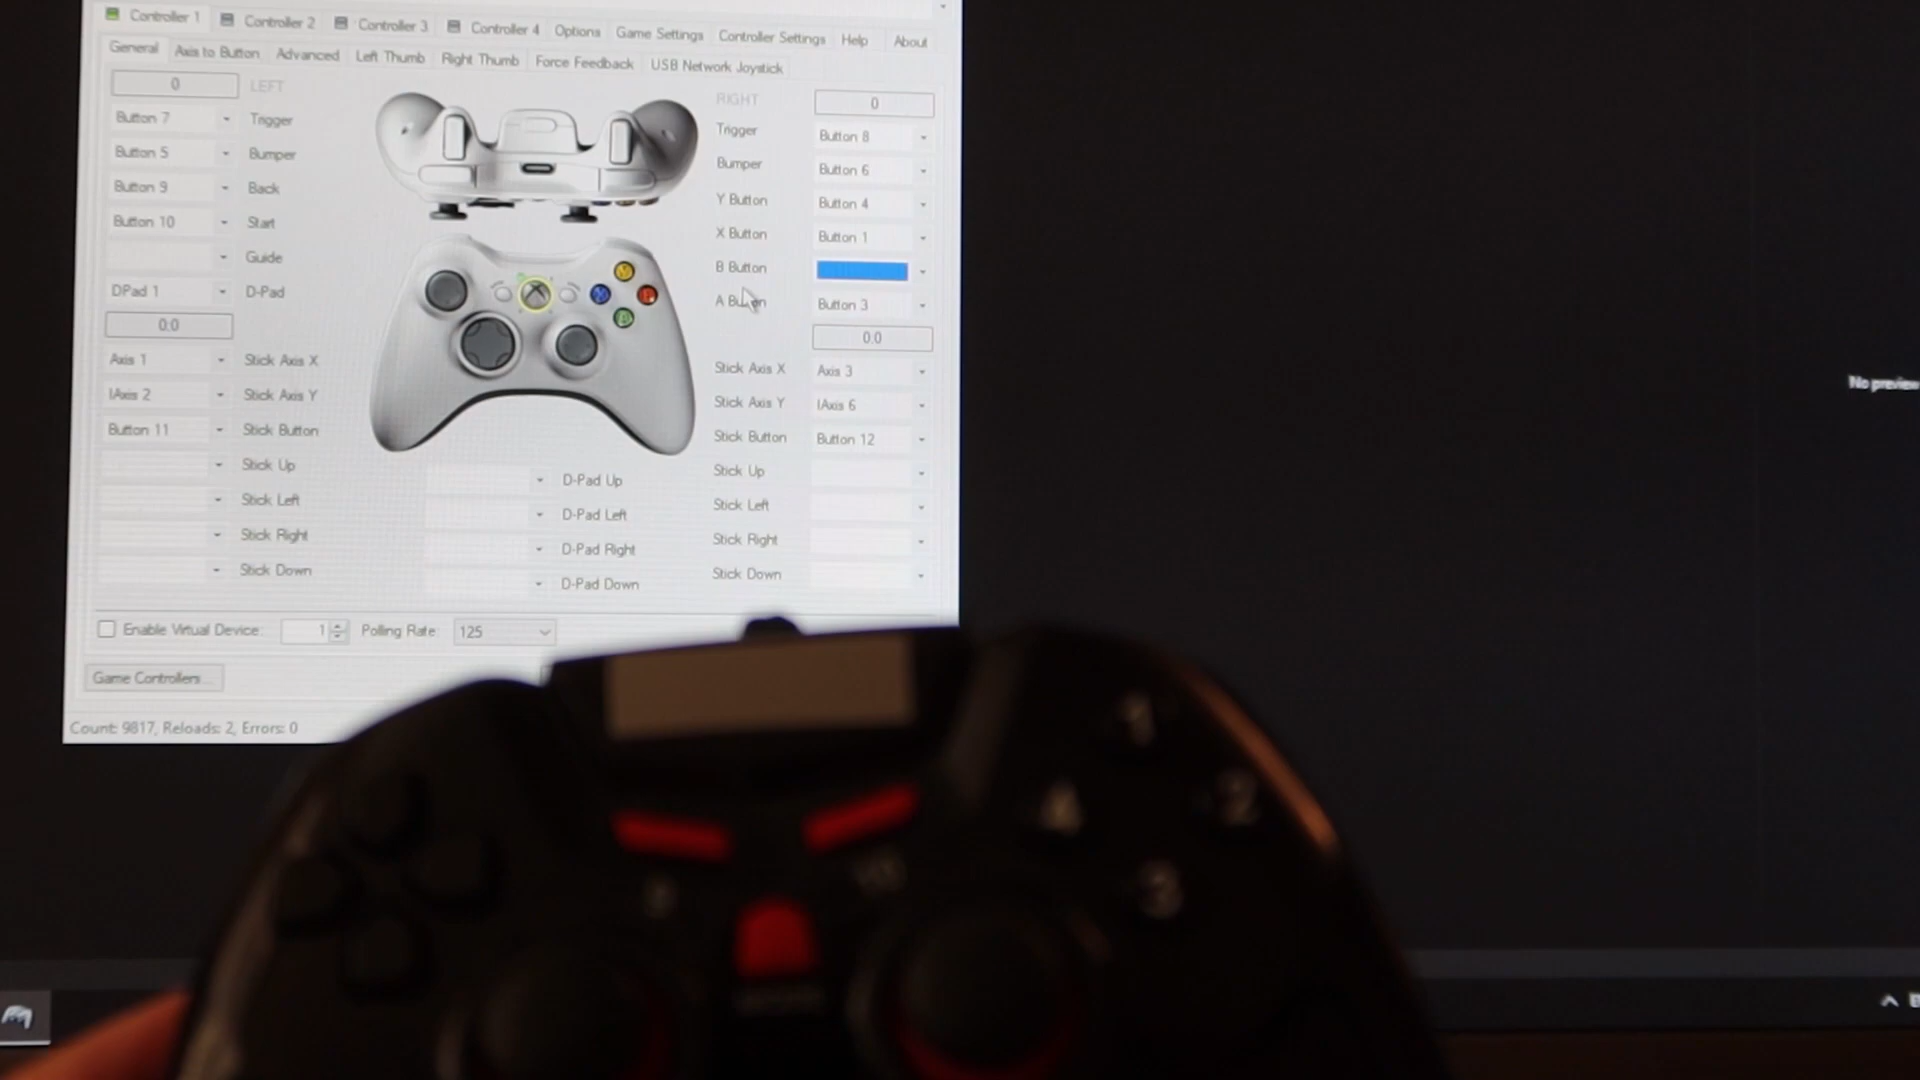 Controller 1 Controller 2 Controller 3 Controller 4 Options Game Settings Controller Settings Help About
General Axis to Button Advanced Left Thumb Right Thumb Force Feedback USB Network Joystick
0 LEFT
Button 7 Trigger
Button 5 Bumper
Button 9 Back
Button 10 Start
Guide
DPad 1 D-Pad
0:0
Axis 1 Stick Axis X
IAxis 2 Stick Axis Y
Button 11 Stick Button
Stick Up
Stick Left
Stick Right
Stick Down
D-Pad Up
D-Pad Left
D-Pad Right
D-Pad Down
RIGHT 0
Trigger Button 8
Bumper Button 6
Y Button Button 4
X Button Button 1
B Button
A Button Button 3
0:0
Stick Axis X Axis 3
Stick Axis Y IAxis 6
Stick Button Button 12
Stick Up
Stick Left
Stick Right
Stick Down
Enable Virtual Device: 1 Polling Rate: 125
Game Controllers...
Count: 9817, Reloads: 2, Errors: 0
No preview
1
4 2
3
10